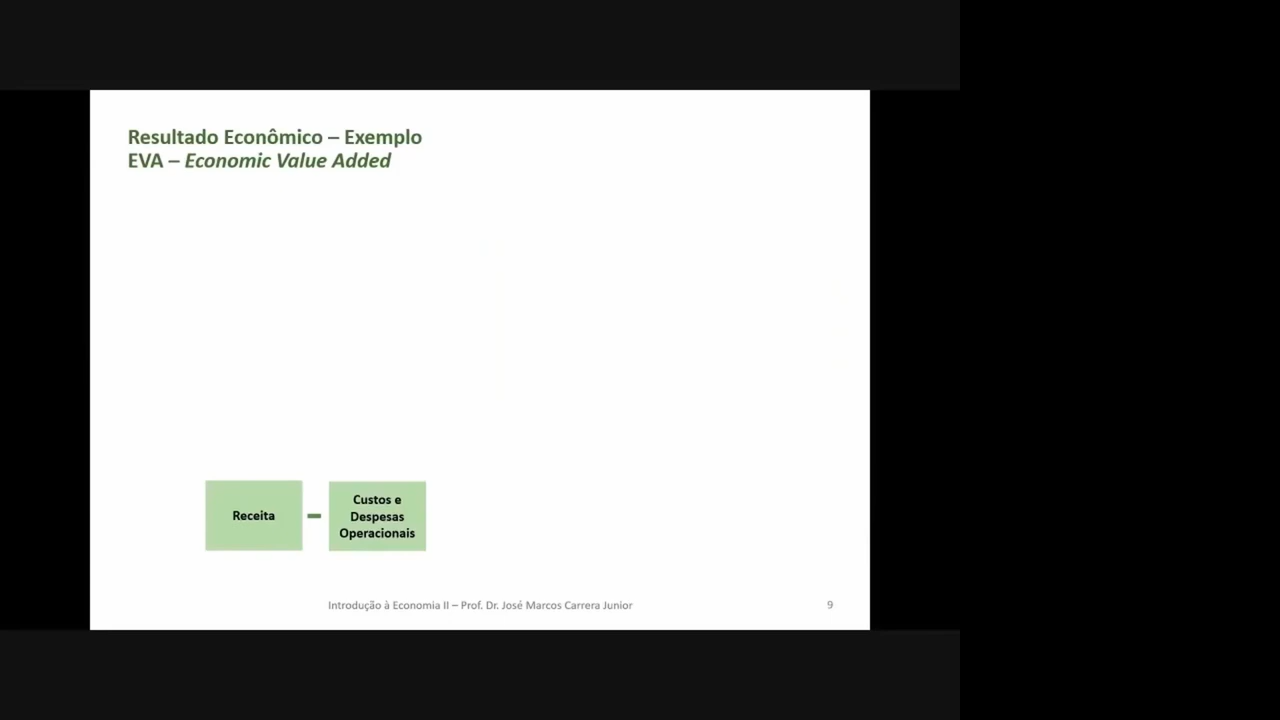 Resultado Econômico – Exemplo
EVA – Economic Value Added
Receita
Custos e
Despesas
Operacionais
Introdução à Economia II – Prof. Dr. José Marcos Carrera Junior
9